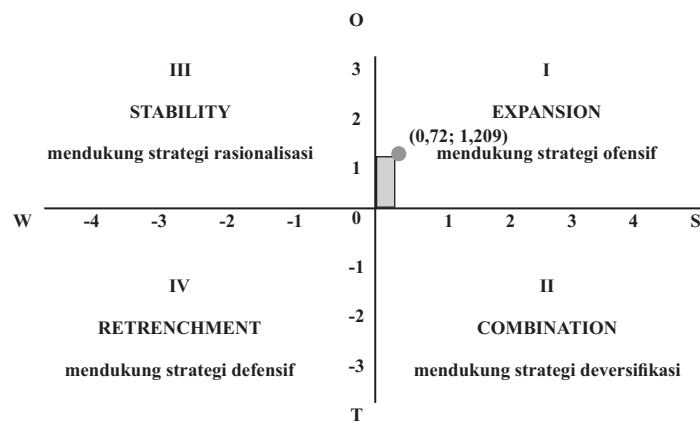 O
III 3 I
STABILITY 2 EXPANSION
(0,72; 1,209)
mendukung strategi rasionalisasi 1 mendukung strategi ofensif
W -4 -3 -2 -1 0 1 2 3 4 S
-1
IV II
-2
RETRENCHMENT COMBINATION
mendukung strategi defensif -3 mendukung strategi deversifikasi
T